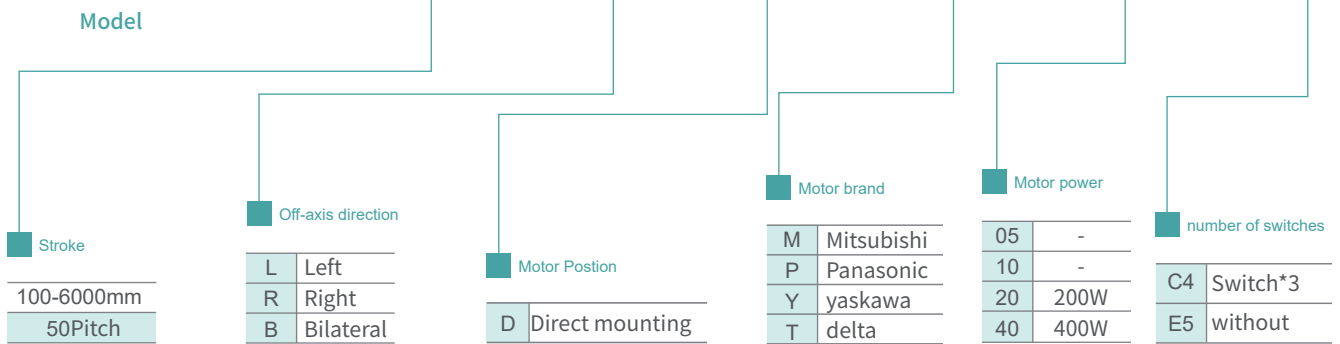 Model
Stroke
100-6000mm
50Pitch
Off-axis direction
L Left
R Right
B Bilateral
Motor Postion
D Direct mounting
Motor brand
M Mitsubishi
P Panasonic
Y yaskawa
T delta
Motor power
05 -
10 -
20 200W
40 400W
number of switches
C4 Switch*3
E5 without